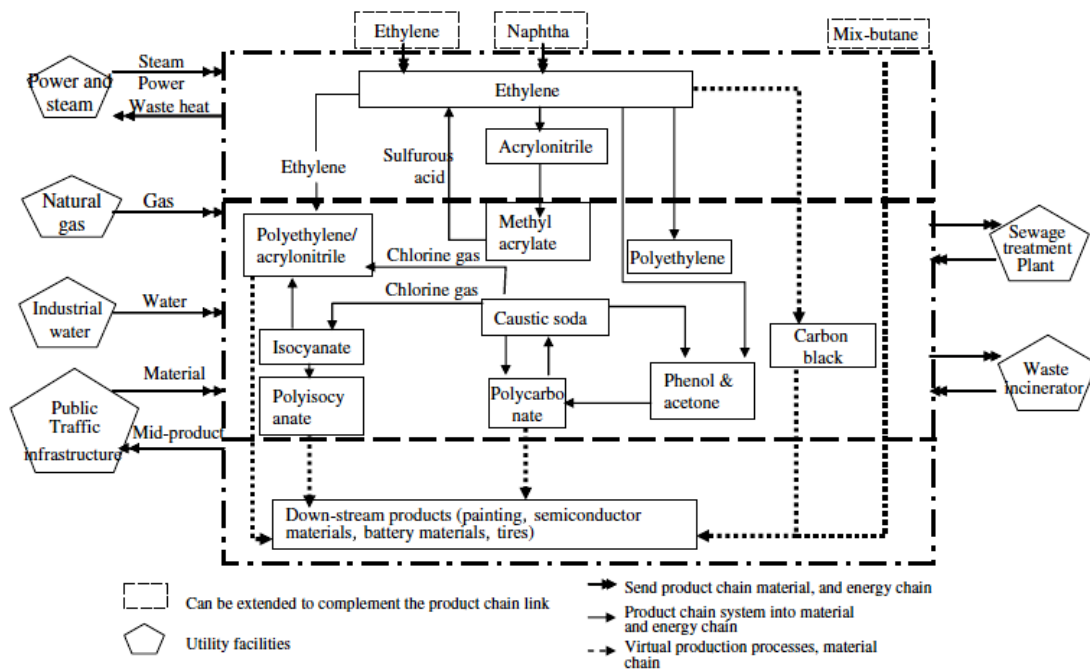 Ethylene
Naphtha
Mix-butane
Power and
steam
Steam
Power
Waste heat
Ethylene
Acrylonitrile
Sulfurous
acid
Ethylene
Natural
gas
Gas
Polyethylene/
acrylonitrile
Methyl
acrylate
Polyethylene
Sewage
treatment
Plant
Chlorine gas
Chlorine gas
Industrial
water
Water
Caustic soda
Isocyanate
Carbon
black
Material
Polyisocy
anate
Polycarbo
nate
Phenol &
acetone
Waste
incinerator
Public
Traffic
infrastructure
Mid-product
Down-stream products (painting, semiconductor
materials, battery materials, tires)
Can be extended to complement the product chain link
Utility facilities
Send product chain material, and energy chain
Product chain system into material
and energy chain
Virtual production processes, material
chain